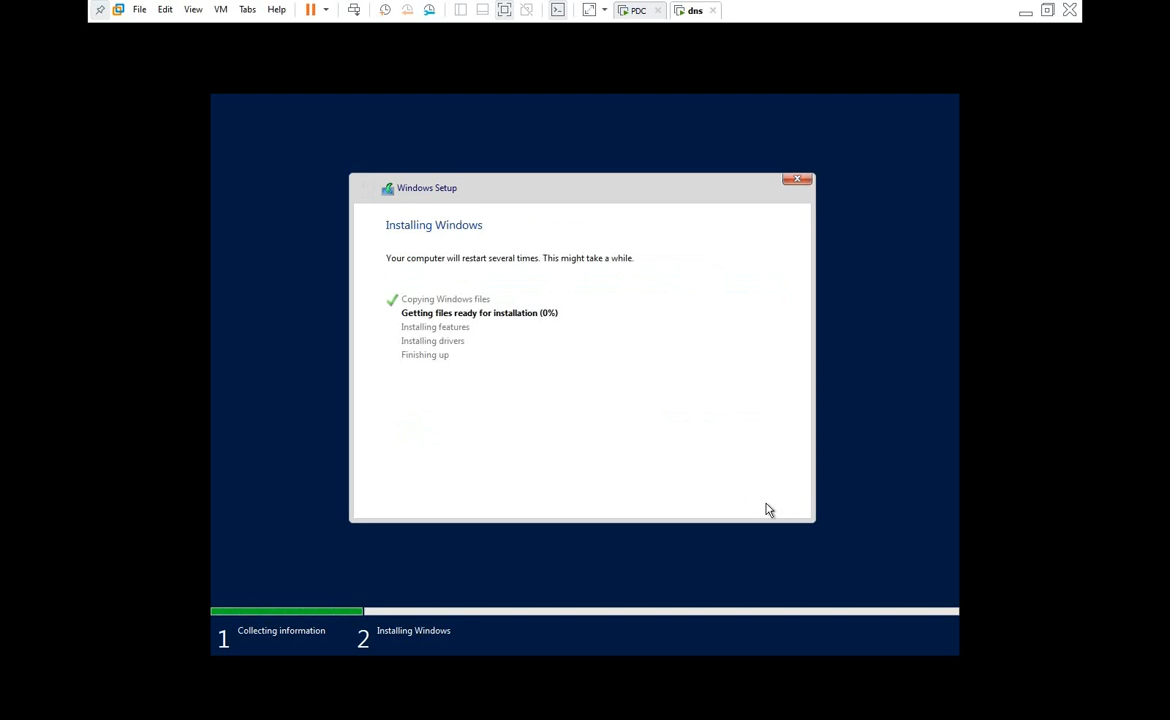 File Edit View VM Tabs Help PDC dns
Windows Setup
Installing Windows
Your computer will restart several times. This might take a while.
Copying Windows files
Getting files ready for installation (0%)
Installing features
Installing drivers
Finishing up
1 Collecting information 2 Installing Windows